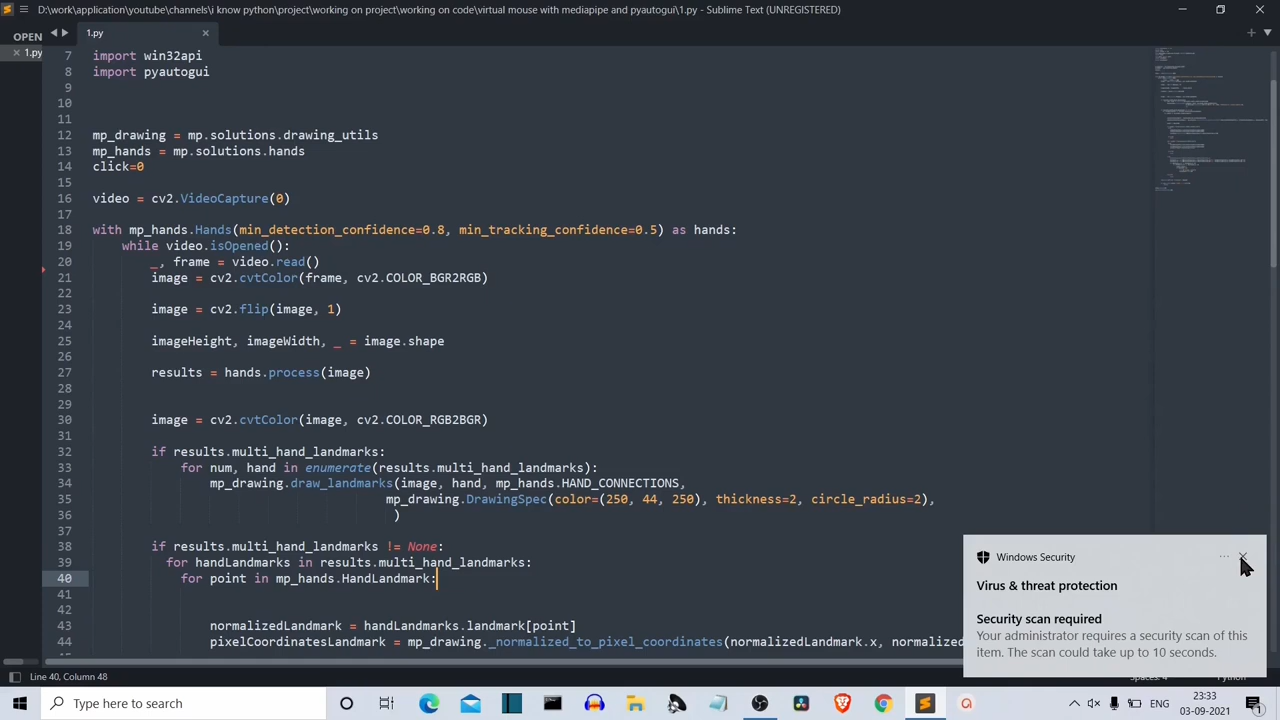 D:\work\application\youtube\channels\i know python\project\working on project\working on code\virtual mouse with mediapipe and pyautogui\1.py - Sublime Text (UNREGISTERED)
OPEN
1.py
1.py
7 import win32api
8 import pyautogui
9
10
11
12 mp_drawing = mp.solutions.drawing_utils
13 mp_hands = mp.solutions.hands
14 click=0
15
16 video = cv2.VideoCapture(0)
17
18 with mp_hands.Hands(min_detection_confidence=0.8, min_tracking_confidence=0.5) as hands:
19 while video.isOpened():
20 _, frame = video.read()
21 image = cv2.cvtColor(frame, cv2.COLOR_BGR2RGB)
22
23 image = cv2.flip(image, 1)
24
25 imageHeight, imageWidth, _ = image.shape
26
27 results = hands.process(image)
28
29
30 image = cv2.cvtColor(image, cv2.COLOR_RGB2BGR)
31
32 if results.multi_hand_landmarks:
33 for num, hand in enumerate(results.multi_hand_landmarks):
34 mp_drawing.draw_landmarks(image, hand, mp_hands.HAND_CONNECTIONS,
35 mp_drawing.DrawingSpec(color=(250, 44, 250), thickness=2, circle_radius=2),
36 )
37
38 if results.multi_hand_landmarks != None:
39 for handLandmarks in results.multi_hand_landmarks:
40 for point in mp_hands.HandLandmark:
41
42
43 normalizedLandmark = handLandmarks.landmark[point]
44 pixelCoordinatesLandmark = mp_drawing._normalized_to_pixel_coordinates(normalizedLandmark.x, normalized
Windows Security
Virus & threat protection
Security scan required
Your administrator requires a security scan of this
item. The scan could take up to 10 seconds.
Line 40, Column 48
Spaces: 4
Python
Type here to search
ENG
23:33
03-09-2021
1